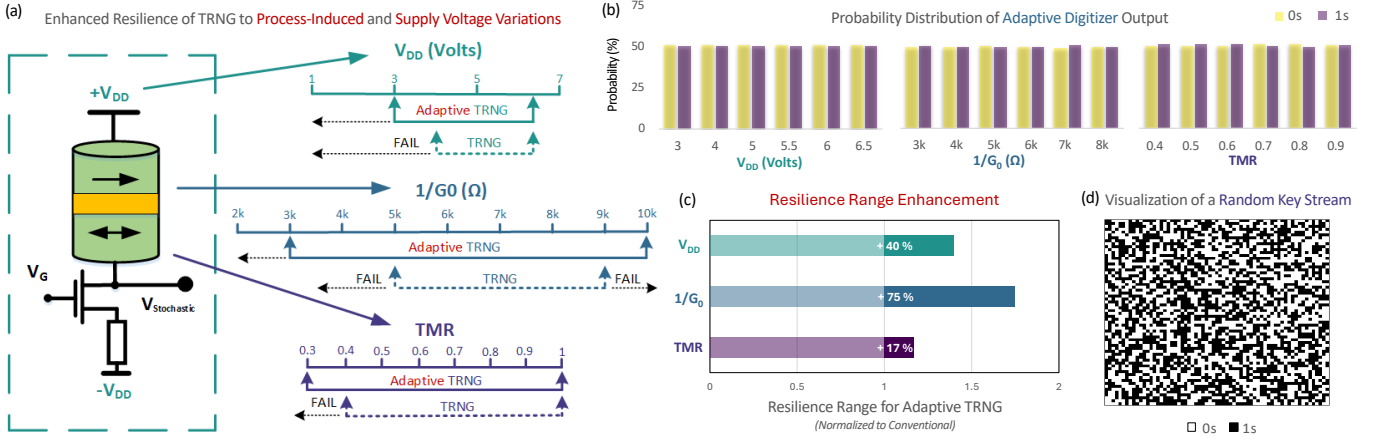 (a)
Enhanced Resilience of TRNG to Process-Induced and Supply Voltage Variations
+VDD
VG
VStochastic
-VDD
VDD (Volts)
1 3 5 7
Adaptive TRNG
FAIL TRNG
1/G0 (Ω)
2k 3k 4k 5k 6k 7k 8k 9k 10k
Adaptive TRNG
FAIL TRNG FAIL
TMR
0.3 0.4 0.5 0.6 0.7 0.8 0.9 1
Adaptive TRNG
FAIL TRNG
(b)
Probability Distribution of Adaptive Digitizer Output
0s 1s
Probability (%)
100
50
0
3 4 5 5.5 6 6.5
VDD (Volts)
3k 4k 5k 6k 7k 8k
1/G0 (Ω)
0.4 0.5 0.6 0.7 0.8 0.9
TMR
(c)
Resilience Range Enhancement
VDD + 40 %
1/G0 + 75 %
TMR + 17 %
0 0.5 1 1.5 2
Resilience Range for Adaptive TRNG
(Normalized to Conventional)
(d) Visualization of a Random Key Stream
0s 1s